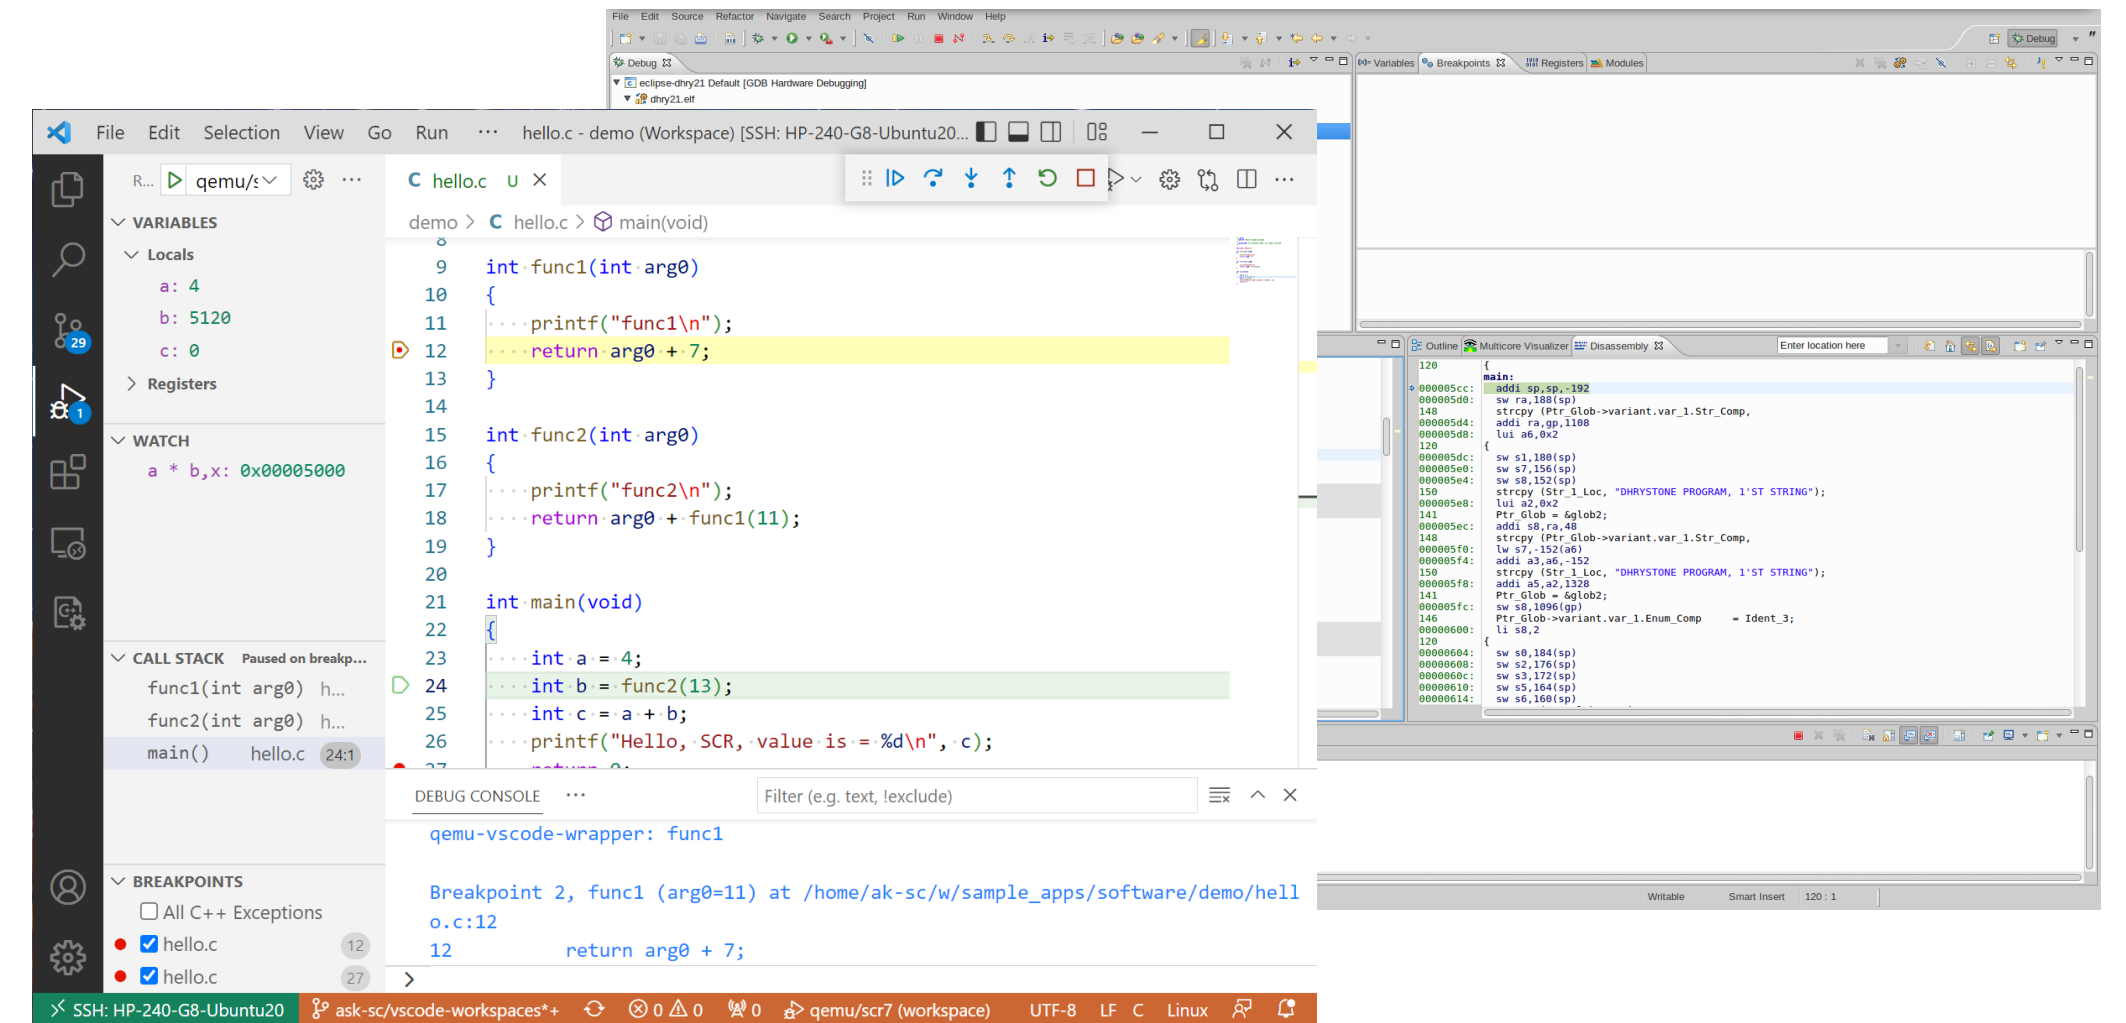 File Edit Source Refactor Navigate Search Project Run Window Help
Debug
Debug
eclipse-dhry21 Default [GDB Hardware Debugging]
dhry21.elf
(x)= Variables Breakpoints Registers Modules
File Edit Selection View Go Run ··· hello.c - demo (Workspace) [SSH: HP-240-G8-Ubuntu20...
R... qemu/s ···
C hello.c U
demo > C hello.c > main(void)
VARIABLES
Locals
a: 4
b: 5120
c: 0
Registers
WATCH
a * b,x: 0x00005000
CALL STACK Paused on breakp...
func1(int arg0) h...
func2(int arg0) h...
main() hello.c 24:1
BREAKPOINTS
All C++ Exceptions
hello.c 12
hello.c 27
29
1
8
9 int func1(int arg0)
10 {
11 printf("func1\n");
12 return arg0 + 7;
13 }
14
15 int func2(int arg0)
16 {
17 printf("func2\n");
18 return arg0 + func1(11);
19 }
20
21 int main(void)
22 {
23 int a = 4;
24 int b = func2(13);
25 int c = a + b;
26 printf("Hello, SCR, value is = %d\n", c);
27 return 0;
DEBUG CONSOLE ···
Filter (e.g. text, !exclude)
qemu-vscode-wrapper: func1
Breakpoint 2, func1 (arg0=11) at /home/ak-sc/w/sample_apps/software/demo/hell
o.c:12
12 return arg0 + 7;
>
SSH: HP-240-G8-Ubuntu20 ask-sc/vscode-workspaces*+ 0 0 0 qemu/scr7 (workspace) UTF-8 LF C Linux
Outline Multicore Visualizer Disassembly Enter location here
120 {
main:
000005cc: addi sp,sp,-192
000005d0: sw ra,188(sp)
148 strcpy (Ptr_Glob->variant.var_1.Str_Comp,
000005d4: addi ra,gp,1108
000005d8: lui a6,0x2
120 {
000005dc: sw s1,180(sp)
000005e0: sw s7,156(sp)
000005e4: sw s8,152(sp)
150 strcpy (Str_1_Loc, "DHRYSTONE PROGRAM, 1'ST STRING");
000005e8: lui a2,0x2
141 Ptr_Glob = &glob2;
000005ec: addi s8,ra,48
148 strcpy (Ptr_Glob->variant.var_1.Str_Comp,
000005f0: lw s7,-152(a6)
000005f4: addi a3,a6,-152
150 strcpy (Str_1_Loc, "DHRYSTONE PROGRAM, 1'ST STRING");
000005f8: addi a5,a2,1328
141 Ptr_Glob = &glob2;
000005fc: sw s8,1096(gp)
146 Ptr_Glob->variant.var_1.Enum_Comp = Ident_3;
00000600: li s8,2
120 {
00000604: sw s0,184(sp)
00000608: sw s2,176(sp)
0000060c: sw s3,172(sp)
00000610: sw s5,164(sp)
00000614: sw s6,160(sp)
Writable Smart Insert 120 : 1